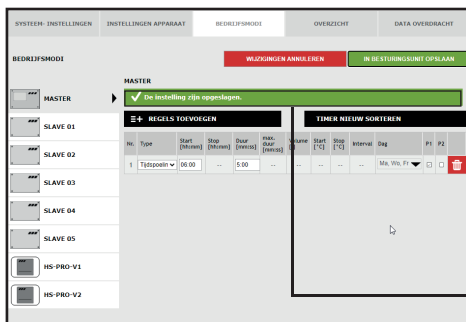 SYSTEEM- INSTELLINGEN INSTELLINGEN APPARAAT BEDRIJFSMODI OVERZICHT DATA OVERDRACHT
BEDRIJFSMODI WIJZIGINGEN ANNULEREN IN BESTURINGSUNIT OPSLAAN
MASTER
De instelling zijn opgeslagen.
REGELS TOEVOEGEN TIMER NIEUW SORTEREN
Nr. Type Start [hh:mm] Stop [hh:mm] Duur [mm:ss] max. duur [mm:ss] Start [°C] Stop [°C] Interval Dag P1 P2
1 Tijdspoelin 06:00 -- 5:00 -- -- -- -- -- Ma, Wo, Fr
MASTER
SLAVE 01
SLAVE 02
SLAVE 03
SLAVE 04
SLAVE 05
HS-PRO-V1
HS-PRO-V2